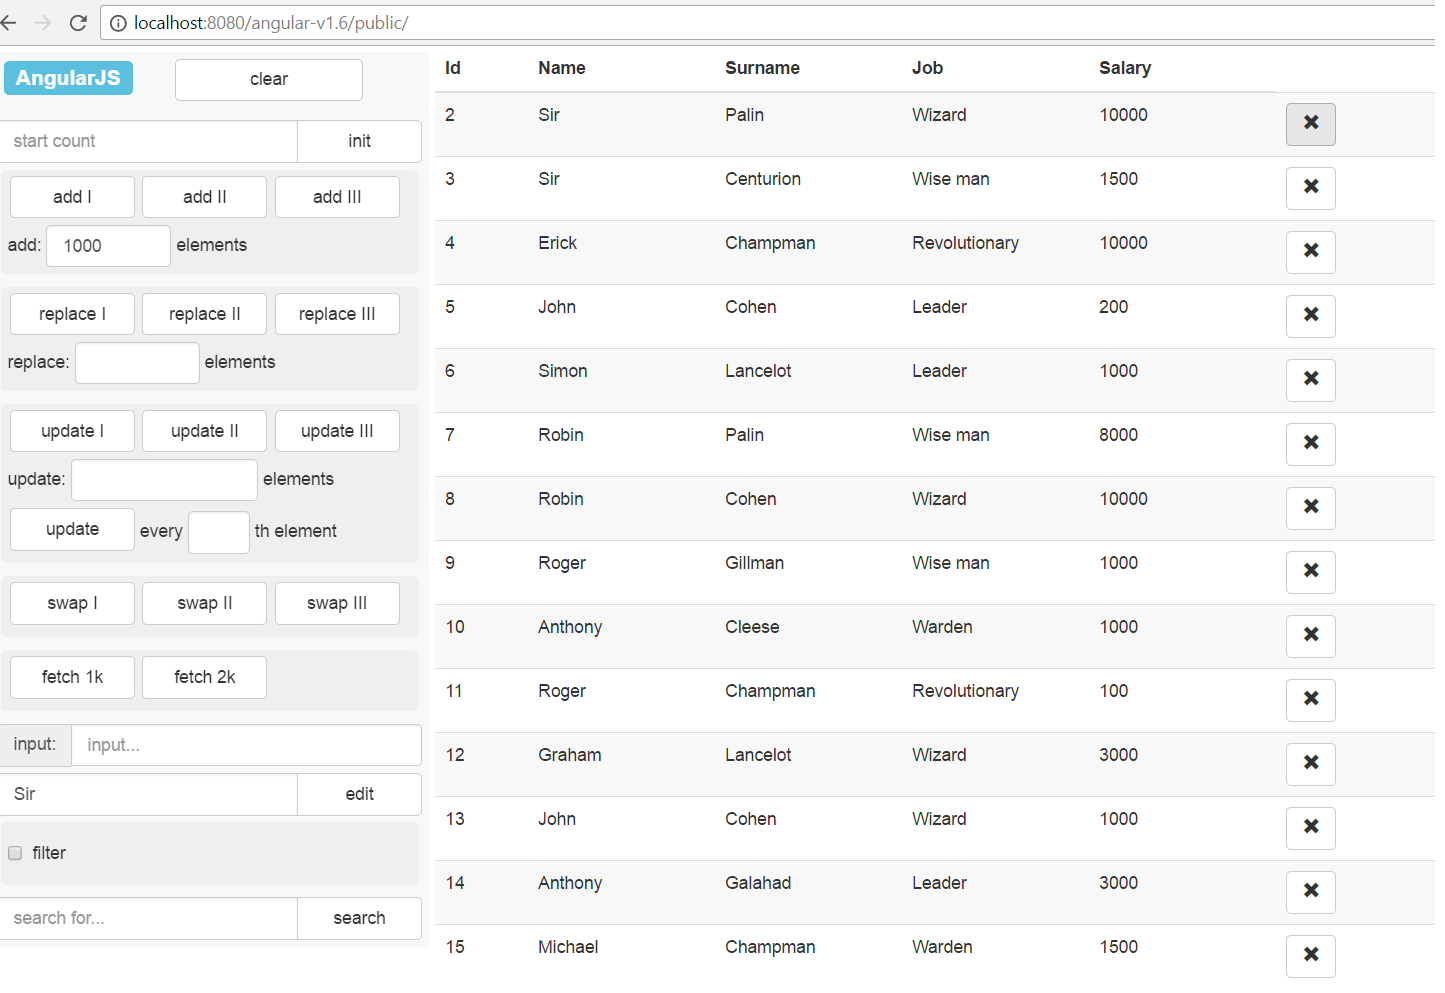 localhost:8080/angular-v1.6/public/
AngularJS
clear
start count
init
add I add II add III
add: 1000 elements
replace I replace II replace III
replace: elements
update I update II update III
update: elements
update every th element
swap I swap II swap III
fetch 1k fetch 2k
input: input...
Sir
edit
filter
search for...
search
Id Name Surname Job Salary
2 Sir Palin Wizard 10000
3 Sir Centurion Wise man 1500
4 Erick Champman Revolutionary 10000
5 John Cohen Leader 200
6 Simon Lancelot Leader 1000
7 Robin Palin Wise man 8000
8 Robin Cohen Wizard 10000
9 Roger Gillman Wise man 1000
10 Anthony Cleese Warden 1000
11 Roger Champman Revolutionary 100
12 Graham Lancelot Wizard 3000
13 John Cohen Wizard 1000
14 Anthony Galahad Leader 3000
15 Michael Champman Warden 1500